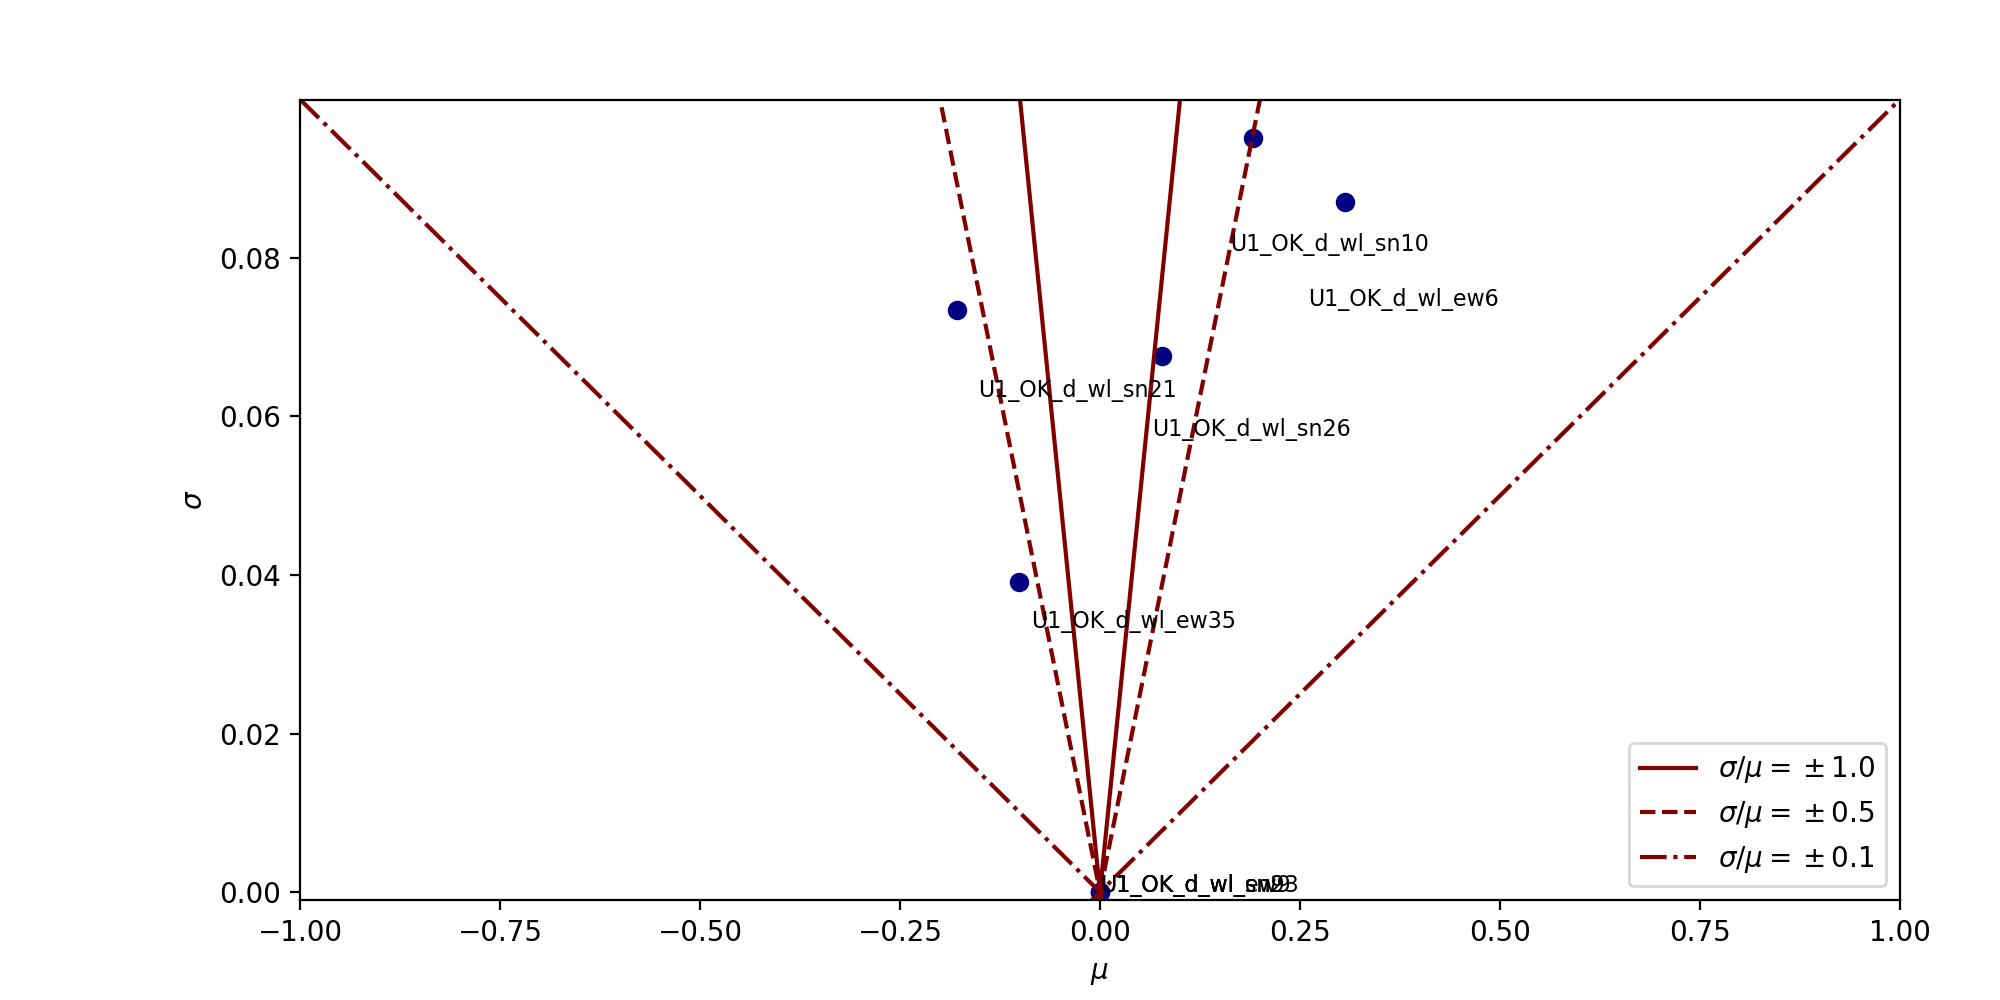 0.08
0.06
0.04
0.02
0.00
σ
U1_OK_d_wl_sn10
U1_OK_d_wl_ew6
U1_OK_d_wl_sn21
U1_OK_d_wl_sn26
U1_OK_d_wl_ew35
U1_OK_d_wl
σ/μ = ±1.0
σ/μ = ±0.5
σ/μ = ±0.1
−1.00 −0.75 −0.50 −0.25 0.00 0.25 0.50 0.75 1.00
μ